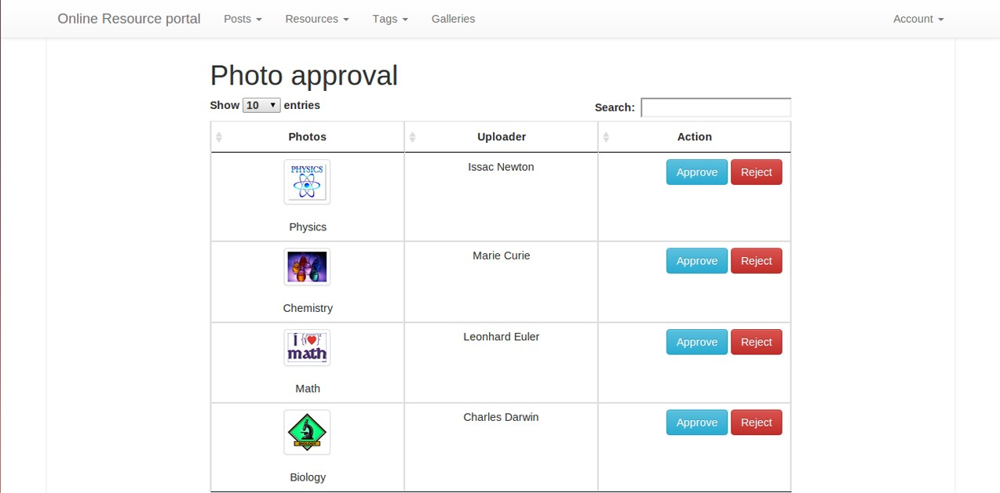 Online Resource portal Posts Resources Tags Galleries Account
Photo approval
Show 10 entries Search:
Photos Uploader Action
PHYSICS
Issac Newton Approve Reject
Physics
Marie Curie Approve Reject
Chemistry
Leonhard Euler Approve Reject
i
math
Math
Charles Darwin Approve Reject
BIOLOGY
Biology